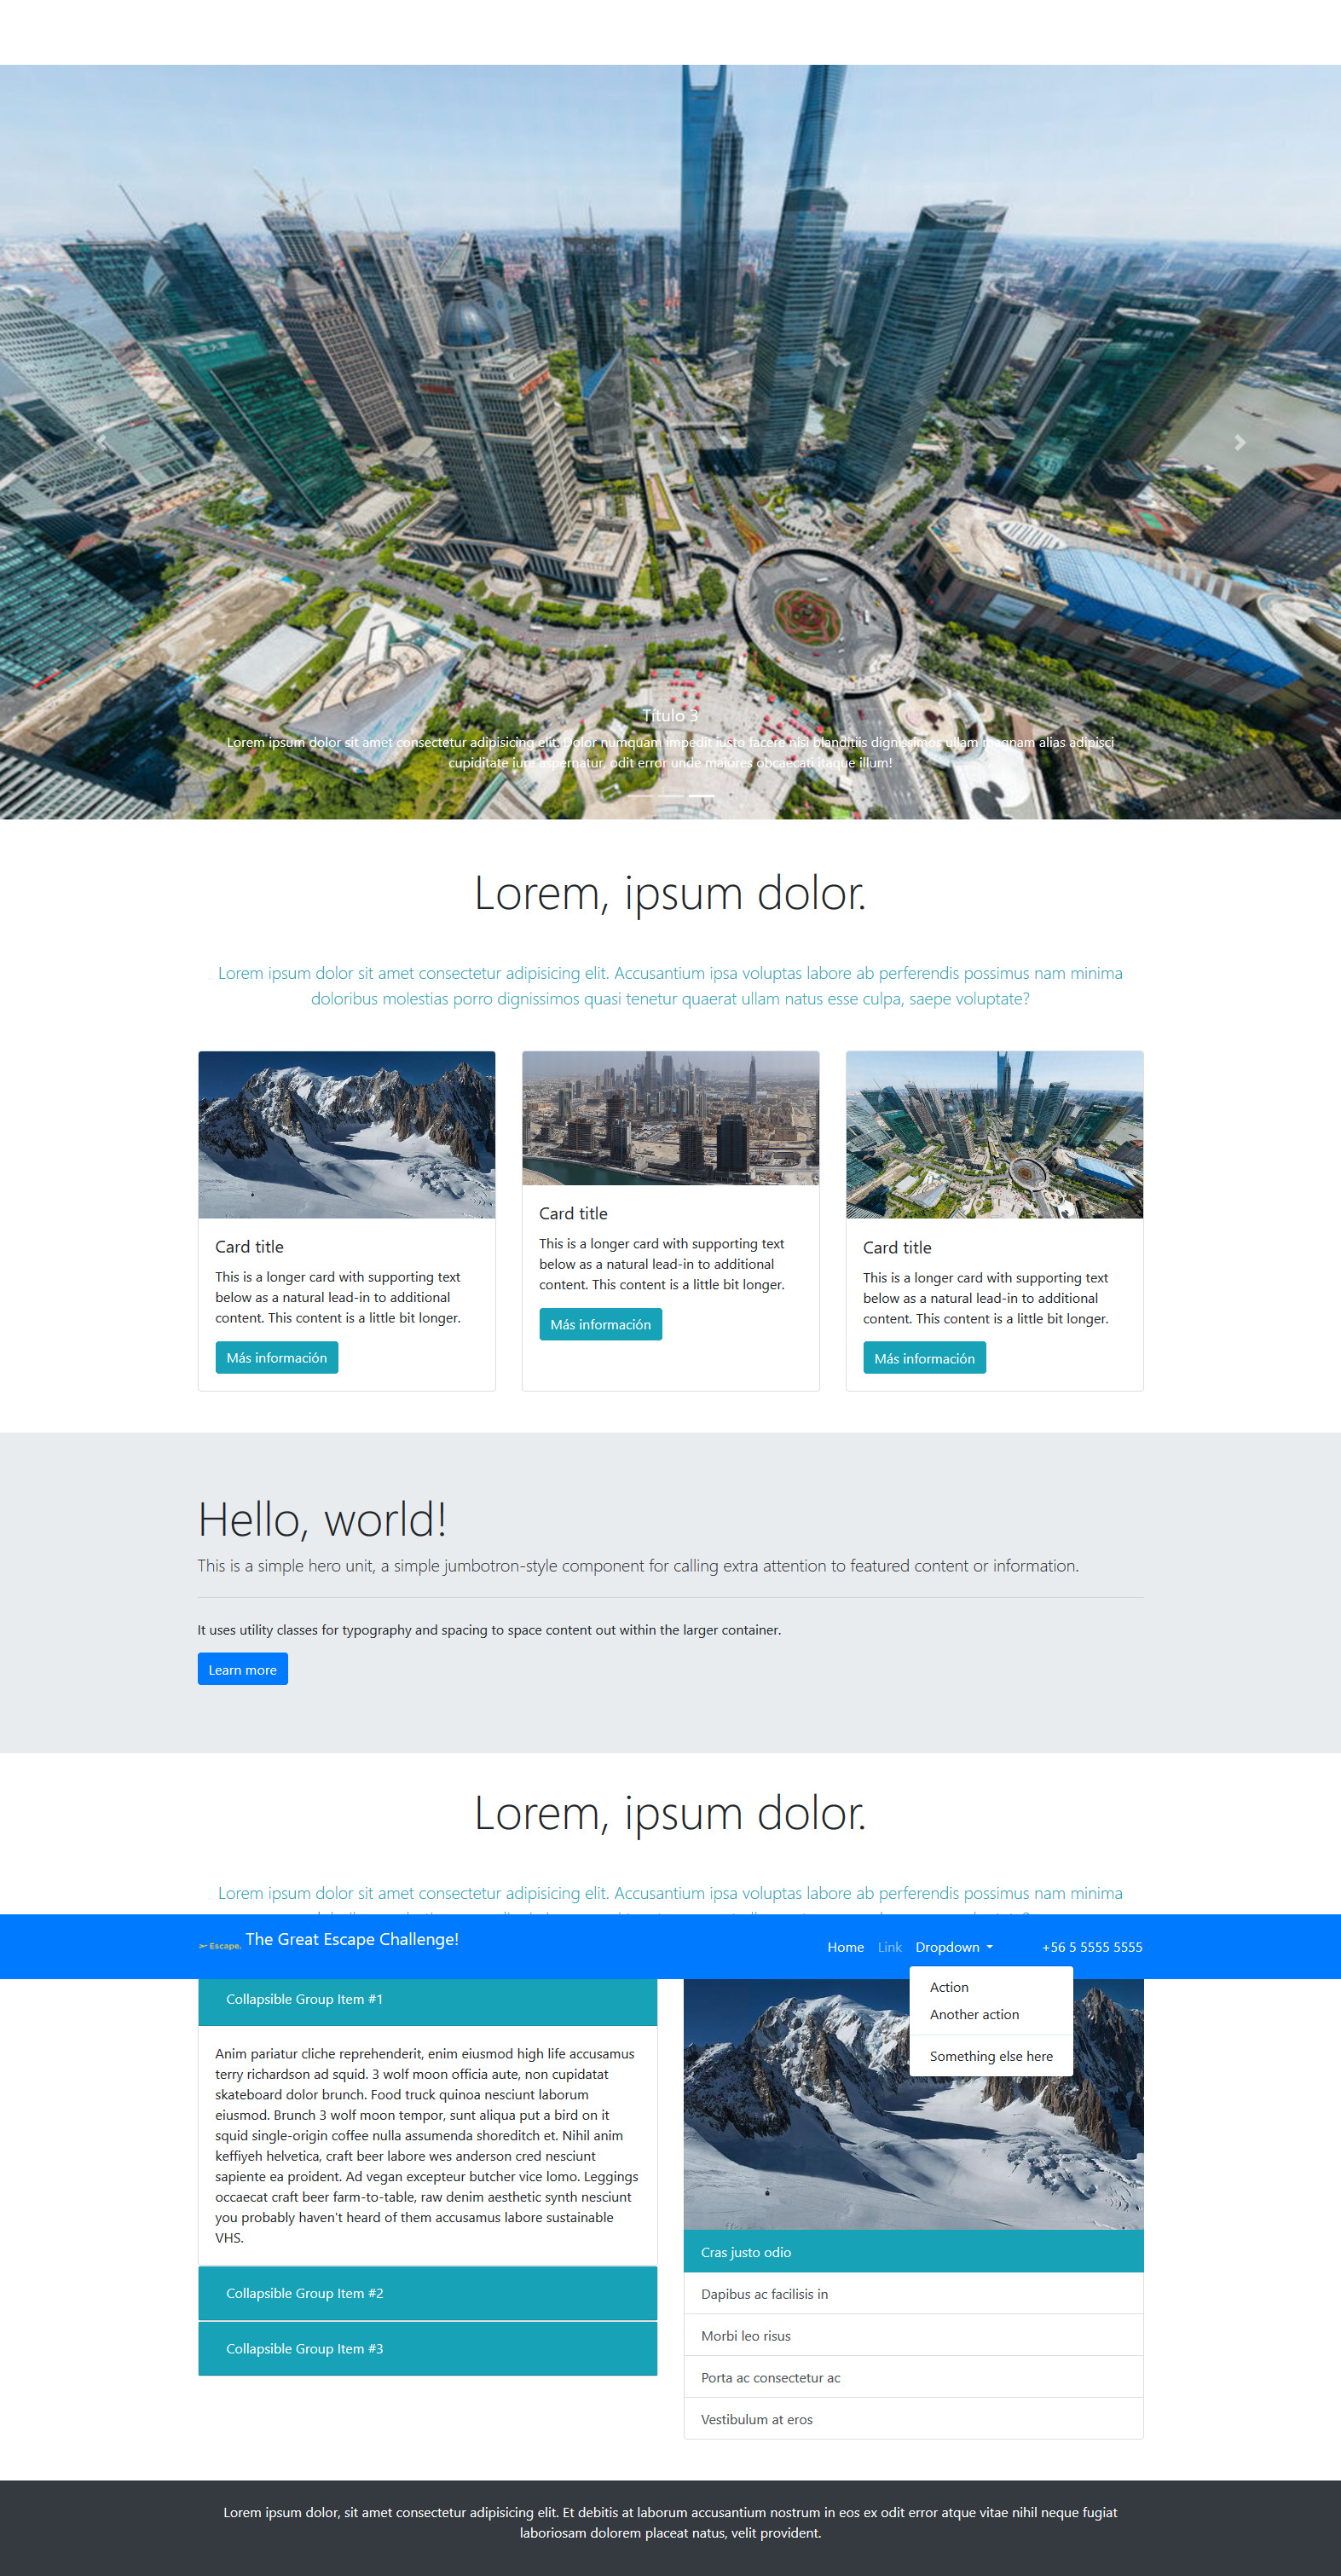 Título 3
Lorem ipsum dolor sit amet consectetur adipisicing elit. Dolor numquam impedit iusto facere nisi blanditiis dignissimos ullam magnam alias adipisci
cupiditate iure aspernatur, odit error unde maiores obcaecati itaque illum!
Lorem, ipsum dolor.
Lorem ipsum dolor sit amet consectetur adipisicing elit. Accusantium ipsa voluptas labore ab perferendis possimus nam minima
doloribus molestias porro dignissimos quasi tenetur quaerat ullam natus esse culpa, saepe voluptate?
Card title
This is a longer card with supporting text
below as a natural lead-in to additional
content. This content is a little bit longer.
Más información
Card title
This is a longer card with supporting text
below as a natural lead-in to additional
content. This content is a little bit longer.
Más información
Card title
This is a longer card with supporting text
below as a natural lead-in to additional
content. This content is a little bit longer.
Más información
Hello, world!
This is a simple hero unit, a simple jumbotron-style component for calling extra attention to featured content or information.
It uses utility classes for typography and spacing to space content out within the larger container.
Learn more
Lorem, ipsum dolor.
Lorem ipsum dolor sit amet consectetur adipisicing elit. Accusantium ipsa voluptas labore ab perferendis possimus nam minima
Escape. The Great Escape Challenge! Home Link Dropdown +56 5 5555 5555
Action
Another action
Something else here
Collapsible Group Item #1
Anim pariatur cliche reprehenderit, enim eiusmod high life accusamus
terry richardson ad squid. 3 wolf moon officia aute, non cupidatat
skateboard dolor brunch. Food truck quinoa nesciunt laborum
eiusmod. Brunch 3 wolf moon tempor, sunt aliqua put a bird on it
squid single-origin coffee nulla assumenda shoreditch et. Nihil anim
keffiyeh helvetica, craft beer labore wes anderson cred nesciunt
sapiente ea proident. Ad vegan excepteur butcher vice lomo. Leggings
occaecat craft beer farm-to-table, raw denim aesthetic synth nesciunt
you probably haven't heard of them accusamus labore sustainable
VHS.
Collapsible Group Item #2
Collapsible Group Item #3
Cras justo odio
Dapibus ac facilisis in
Morbi leo risus
Porta ac consectetur ac
Vestibulum at eros
Lorem ipsum dolor, sit amet consectetur adipisicing elit. Et debitis at laborum accusantium nostrum in eos ex odit error atque vitae nihil neque fugiat
laboriosam dolorem placeat natus, velit provident.